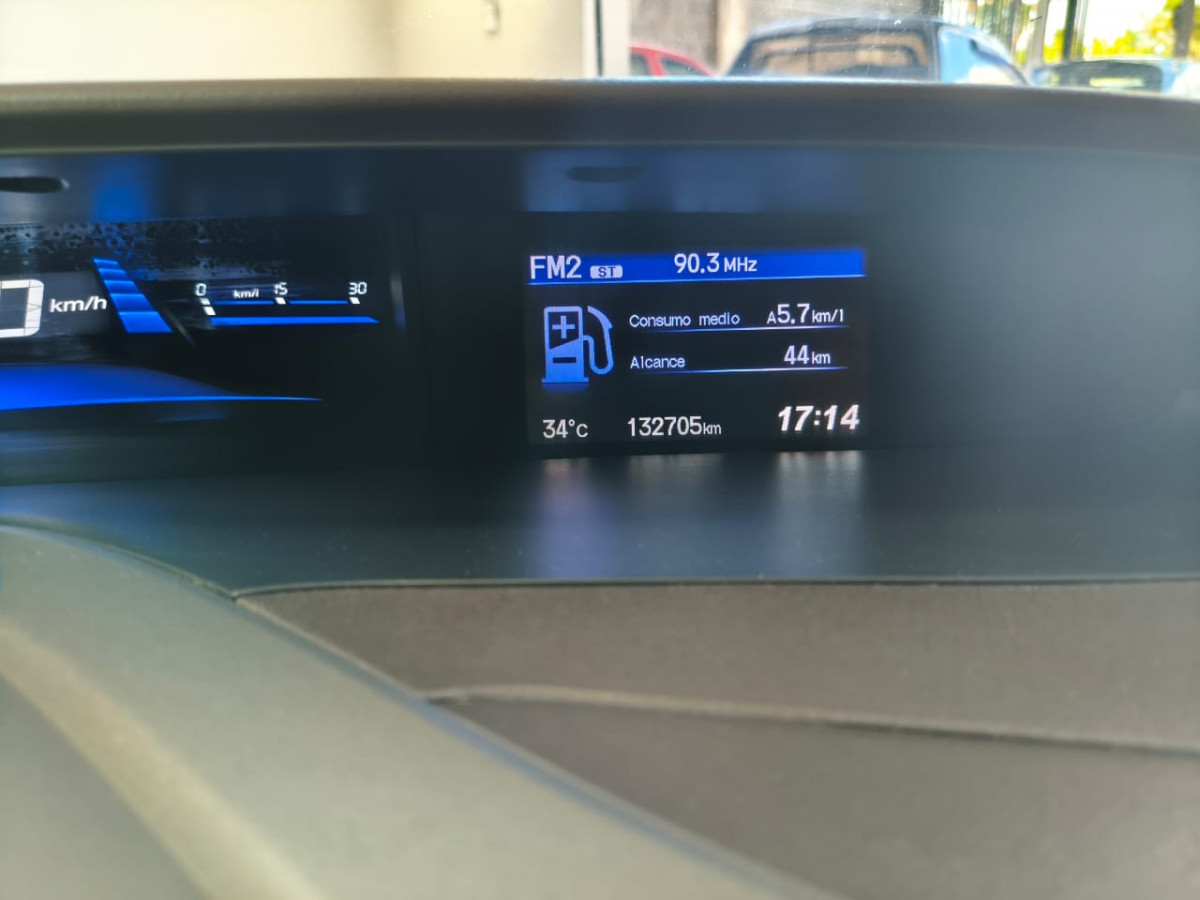 FM2 ST 90.3 MHz
km/h
0 km/l 15 30
Consumo medio A5.7 km/l
Alcance 44 km
34°C 132705 km 17:14